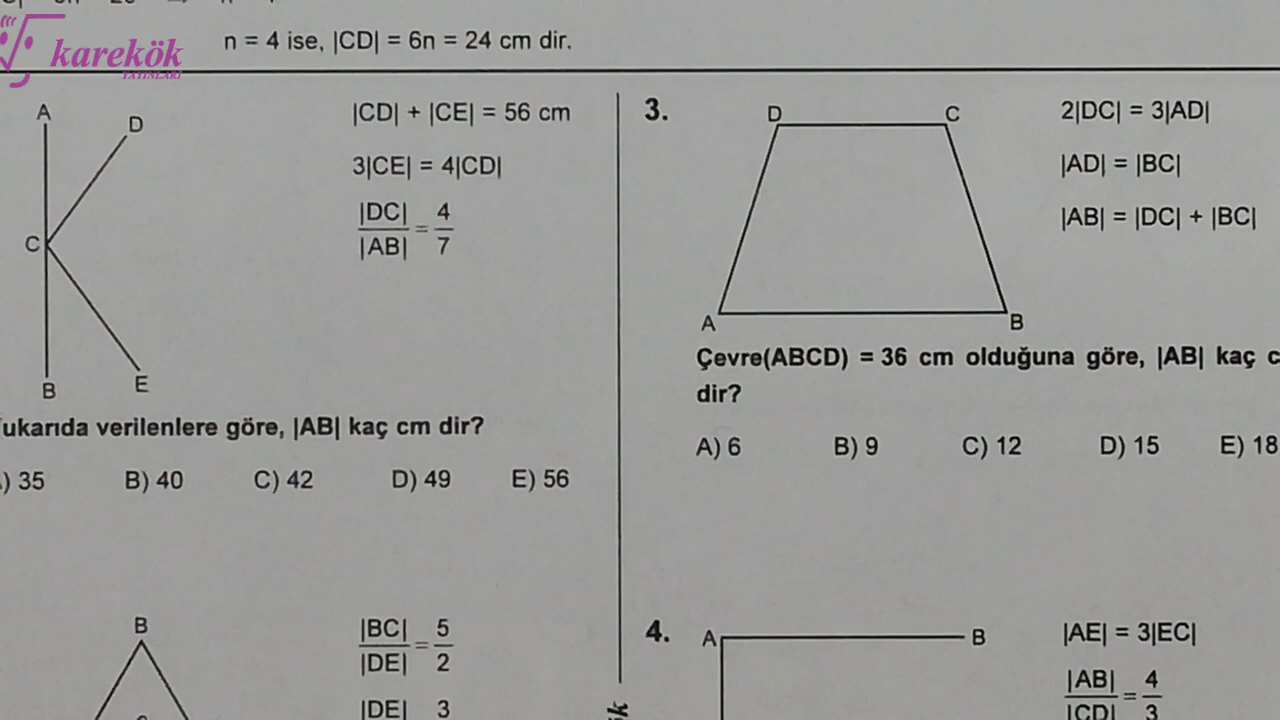 n = 4 ise, |CD| = 6n = 24 cm dir.
karekök
YAYINLARI
A
D
C
B
E
|CD| + |CE| = 56 cm
3|CE| = 4|CD|
|DC| / |AB| = 4 / 7
ukarıda verilenlere göre, |AB| kaç cm dir?
) 35 B) 40 C) 42 D) 49 E) 56
B
|BC| / |DE| = 5 / 2
|DE| 3
3.
D C
A B
2|DC| = 3|AD|
|AD| = |BC|
|AB| = |DC| + |BC|
Çevre(ABCD) = 36 cm olduğuna göre, |AB| kaç c
dir?
A) 6 B) 9 C) 12 D) 15 E) 18
4.
A B
|AE| = 3|EC|
|AB| / |CD| = 4 / 3